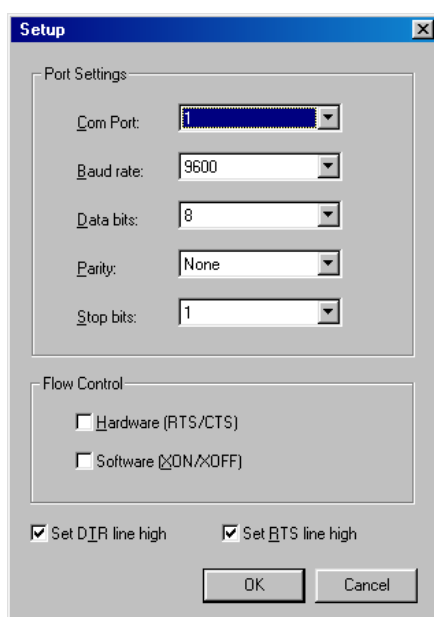 Setup
Port Settings
Com Port: 1
Baud rate: 9600
Data bits: 8
Parity: None
Stop bits: 1
Flow Control
Hardware (RTS/CTS)
Software (XON/XOFF)
Set DTR line high Set RTS line high
OK Cancel